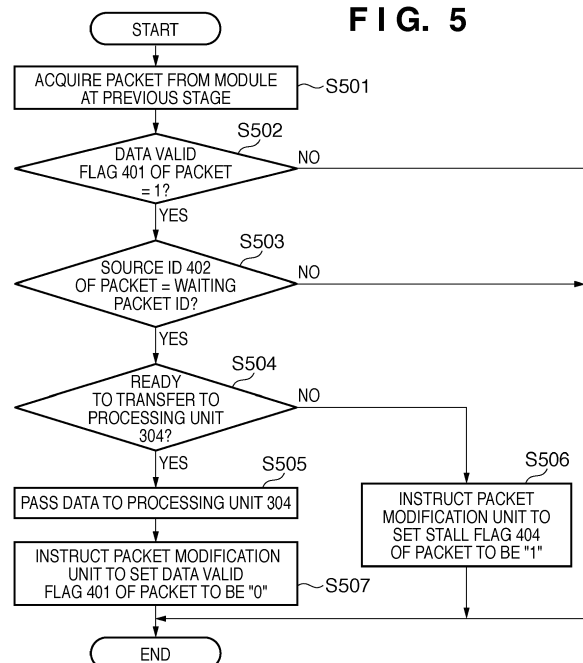 FIG. 5
START
ACQUIRE PACKET FROM MODULE
AT PREVIOUS STAGE
S501
S502
DATA VALID
FLAG 401 OF PACKET
= 1?
NO
YES
S503
SOURCE ID 402
OF PACKET = WAITING
PACKET ID?
NO
YES
S504
READY
TO TRANSFER TO
PROCESSING UNIT
304?
NO
YES
S505
PASS DATA TO PROCESSING UNIT 304
S506
INSTRUCT PACKET
MODIFICATION UNIT TO
SET STALL FLAG 404
OF PACKET TO BE "1"
INSTRUCT PACKET MODIFICATION
UNIT TO SET DATA VALID
FLAG 401 OF PACKET TO BE "0"
S507
END